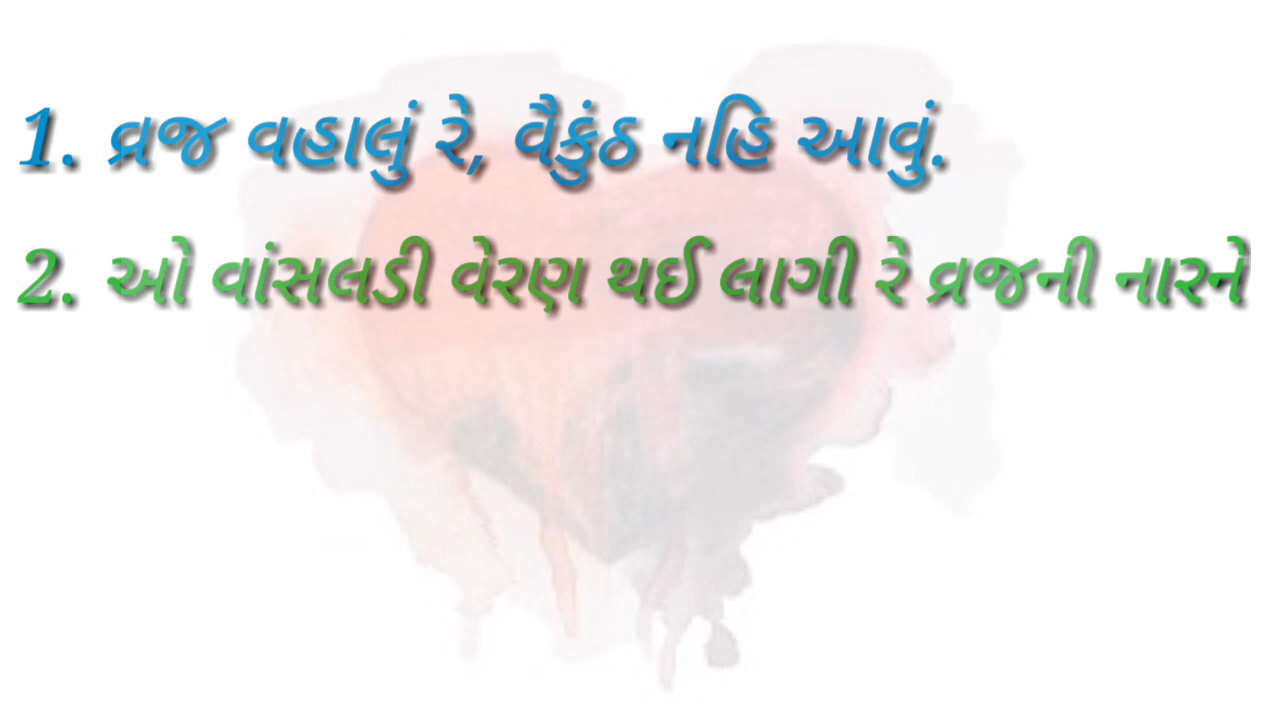 1. વ્રજ વહાલું રે, વૈકુંઠ નહિ આવું.
2. ઓ વાંસલડી વેરણ થઈ લાગી રે વ્રજની નારને